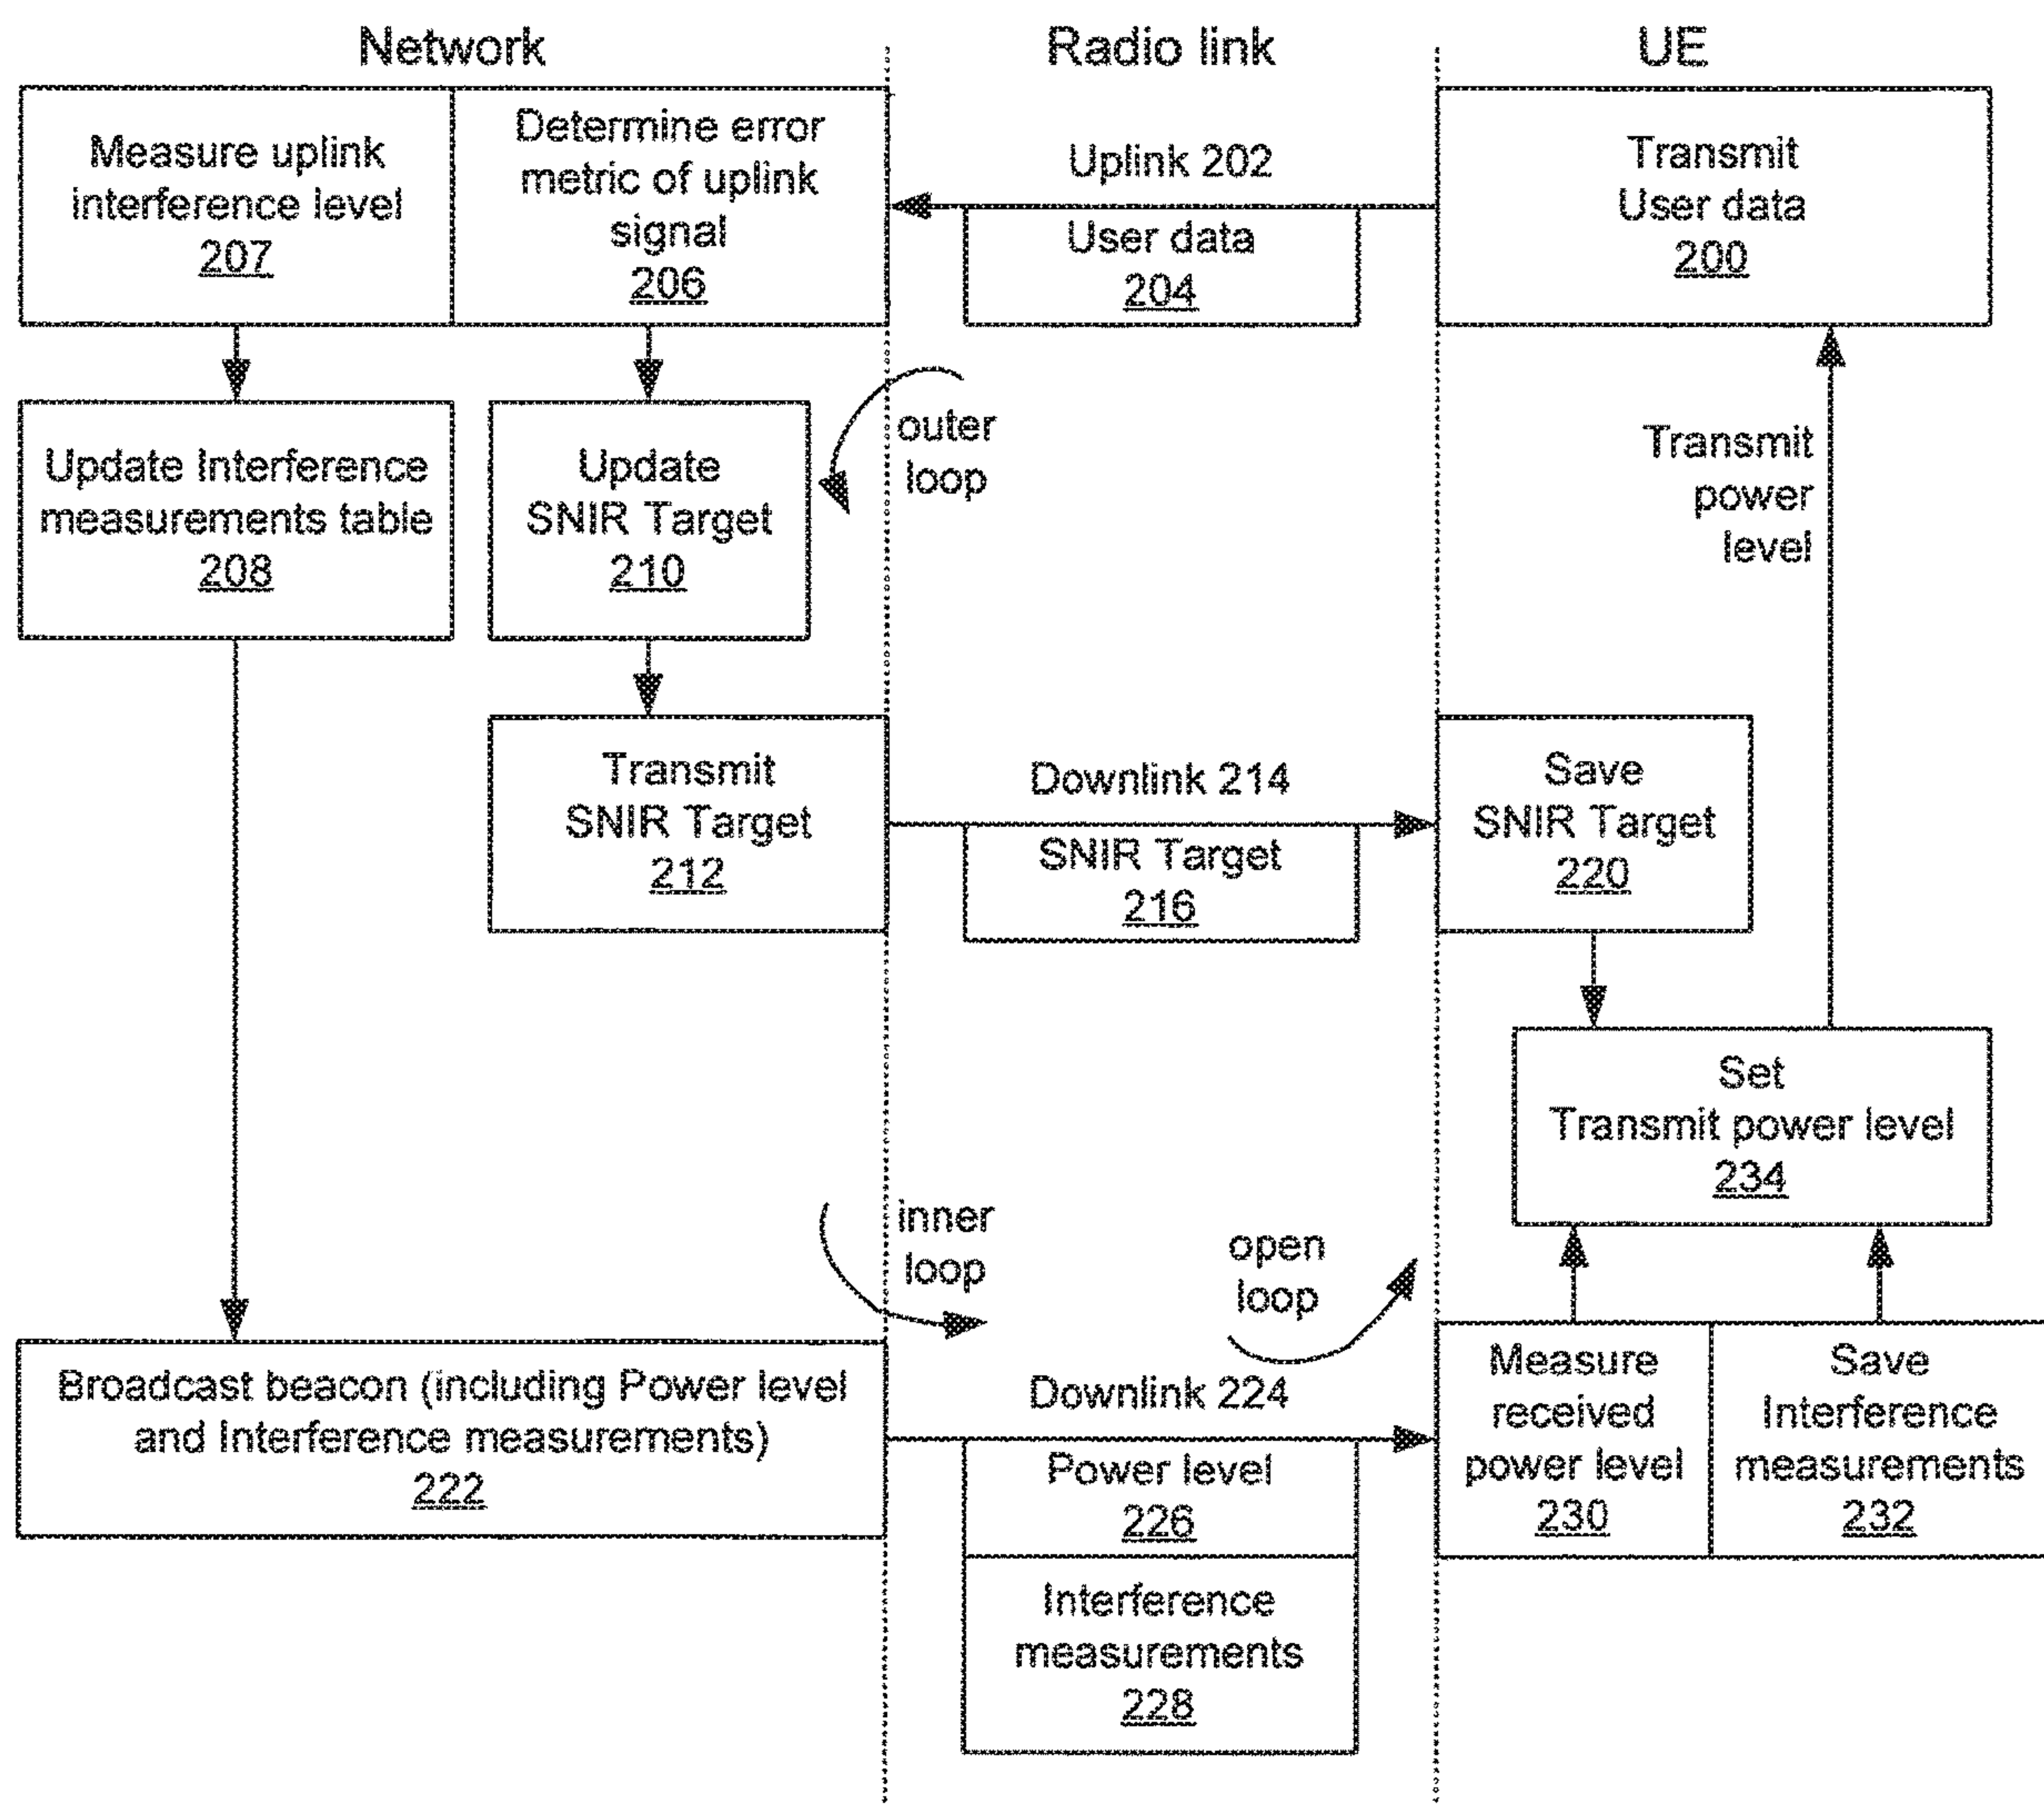 Network
Radio link
UE
Measure uplink
interference level
207
Determine error
metric of uplink
signal
206
Uplink 202
User data
204
Transmit
User data
200
Update Interference
measurements table
208
Update
SNIR Target
210
outer
loop
Transmit
power
level
Transmit
SNIR Target
212
Downlink 214
SNIR Target
216
Save
SNIR Target
220
Set
Transmit power level
234
inner
loop
open
loop
Broadcast beacon (including Power level
and Interference measurements)
222
Downlink 224
Power level
226
Interference
measurements
228
Measure
received
power level
230
Save
Interference
measurements
232